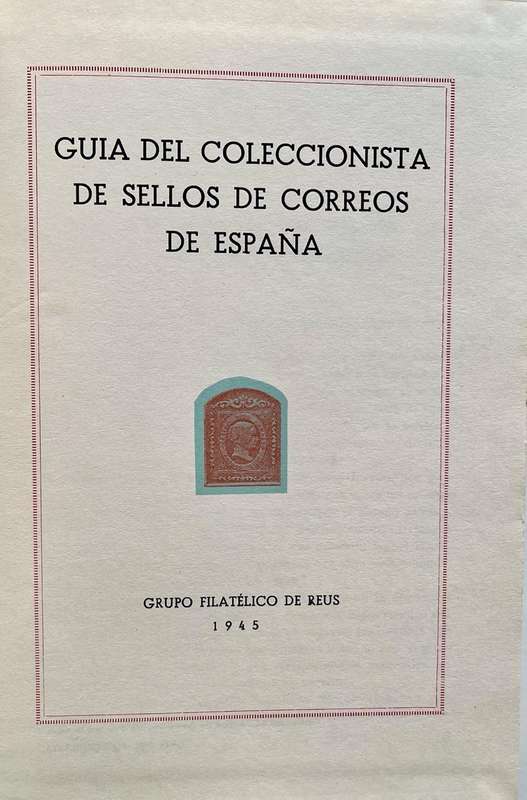 GUIA DEL COLECCIONISTA
DE SELLOS DE CORREOS
DE ESPAÑA
GRUPO FILATÉLICO DE REUS
1945